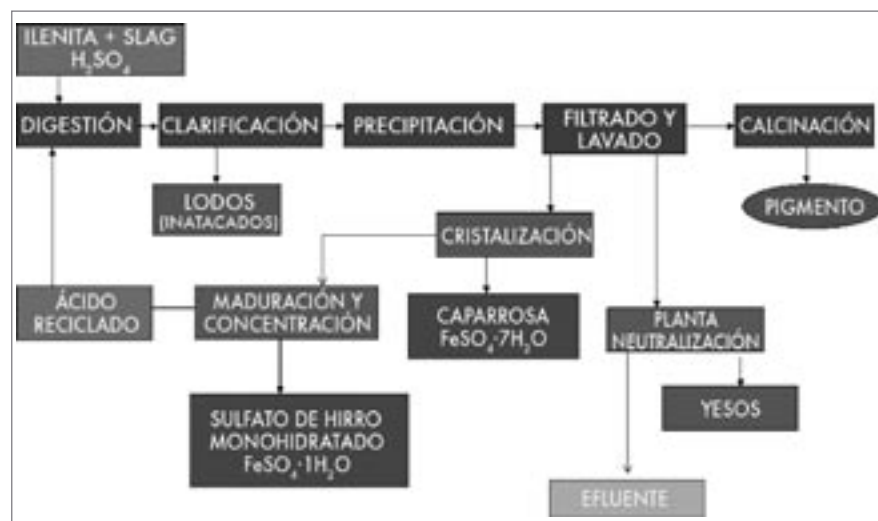 ILENITA + SLAG
H₂SO₄
DIGESTIÓN
CLARIFICACIÓN
PRECIPITACIÓN
FILTRADO Y
LAVADO
CALCINACIÓN
LODOS
(INATACADOS)
PIGMENTO
CRISTALIZACIÓN
ÁCIDO
RECICLADO
MADURACIÓN Y
CONCENTRACIÓN
CAPARROSA
FeSO₄·7H₂O
PLANTA
NEUTRALIZACIÓN
YESOS
SULFATO DE HIRRO
MONOHIDRATADO
FeSO₄·1H₂O
EFLUENTE